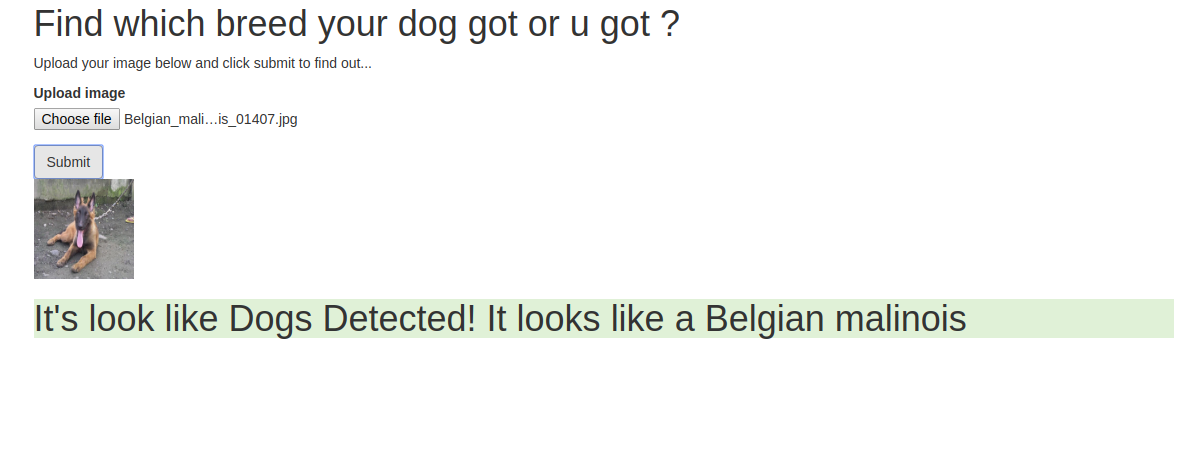 Find which breed your dog got or u got ?
Upload your image below and click submit to find out...
Upload image
Choose file Belgian_mali…is_01407.jpg
Submit
It's look like Dogs Detected! It looks like a Belgian malinois